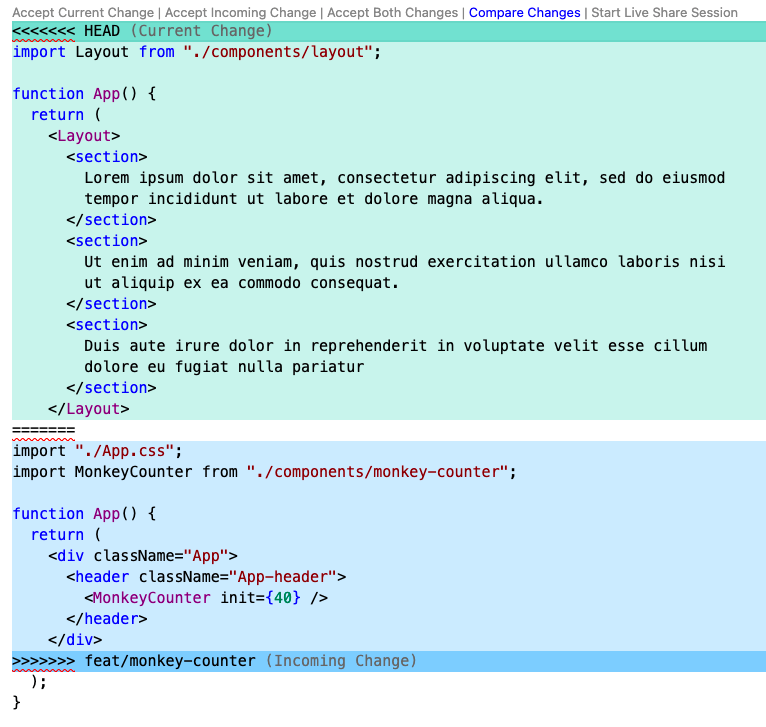 Accept Current Change | Accept Incoming Change | Accept Both Changes | Compare Changes | Start Live Share Session
<<<<<<< HEAD (Current Change)
import Layout from "./components/layout";

function App() {
  return (
    <Layout>
      <section>
        Lorem ipsum dolor sit amet, consectetur adipiscing elit, sed do eiusmod
        tempor incididunt ut labore et dolore magna aliqua.
      </section>
      <section>
        Ut enim ad minim veniam, quis nostrud exercitation ullamco laboris nisi
        ut aliquip ex ea commodo consequat.
      </section>
      <section>
        Duis aute irure dolor in reprehenderit in voluptate velit esse cillum
        dolore eu fugiat nulla pariatur
      </section>
    </Layout>
=======
import "./App.css";
import MonkeyCounter from "./components/monkey-counter";

function App() {
  return (
    <div className="App">
      <header className="App-header">
        <MonkeyCounter init={40} />
      </header>
    </div>
>>>>>>> feat/monkey-counter (Incoming Change)
  );
}